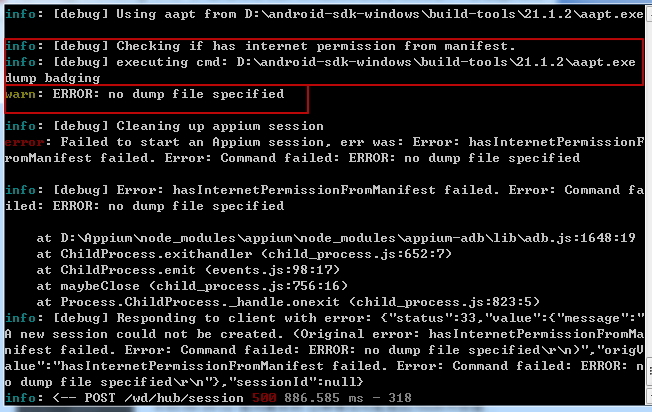 info: [debug] Using aapt from D:\android-sdk-windows\build-tools\21.1.2\aapt.exe
info: [debug] Checking if has internet permission from manifest.
info: [debug] executing cmd: D:\android-sdk-windows\build-tools\21.1.2\aapt.exe
dump badging
warn: ERROR: no dump file specified
info: [debug] Cleaning up appium session
error: Failed to start an Appium session, err was: Error: hasInternetPermissionF
romManifest failed. Error: Command failed: ERROR: no dump file specified
info: [debug] Error: hasInternetPermissionFromManifest failed. Error: Command fa
iled: ERROR: no dump file specified
at D:\Appium\node_modules\appium\node_modules\appium-adb\lib\adb.js:1648:19
at ChildProcess.exithandler (child_process.js:652:7)
at ChildProcess.emit (events.js:98:17)
at maybeClose (child_process.js:756:16)
at Process.ChildProcess._handle.onexit (child_process.js:823:5)
info: [debug] Responding to client with error: {"status":33,"value":{"message":"
A new session could not be created. (Original error: hasInternetPermissionFromMa
nifest failed. Error: Command failed: ERROR: no dump file specified\r\n)","origV
alue":"hasInternetPermissionFromManifest failed. Error: Command failed: ERROR: n
o dump file specified\r\n"},"sessionId":null}
info: <-- POST /wd/hub/session 500 886.585 ms - 318